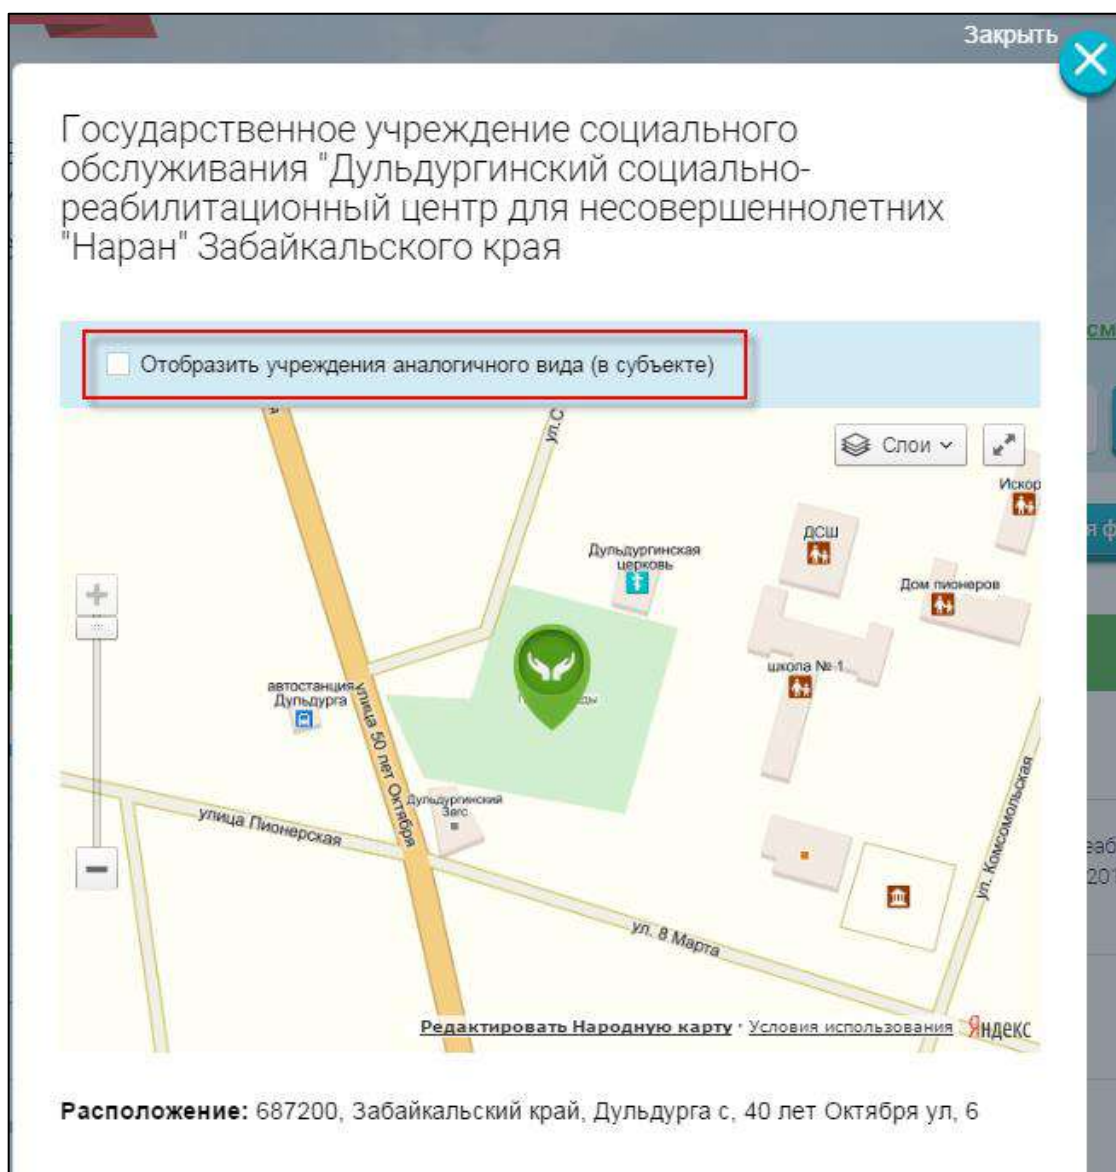 Закрыть
Государственное учреждение социального
обслуживания "Дульдургинский социально-
реабилитационный центр для несовершеннолетних
"Наран" Забайкальского края
Отобразить учреждения аналогичного вида (в субъекте)
ул.С
Слои
Искор
ДСШ
Дульдургинская
церковь
Дом пионеров
школа № 1
автостанция
Дульдурга
улица 50 лет Октября
Дульдургинский
Загс
улица Пионерская
ул. Комсомольская
ул. 8 Марта
Редактировать Народную карту · Условия использования Яндекс
Расположение: 687200, Забайкальский край, Дульдурга с, 40 лет Октября ул, 6